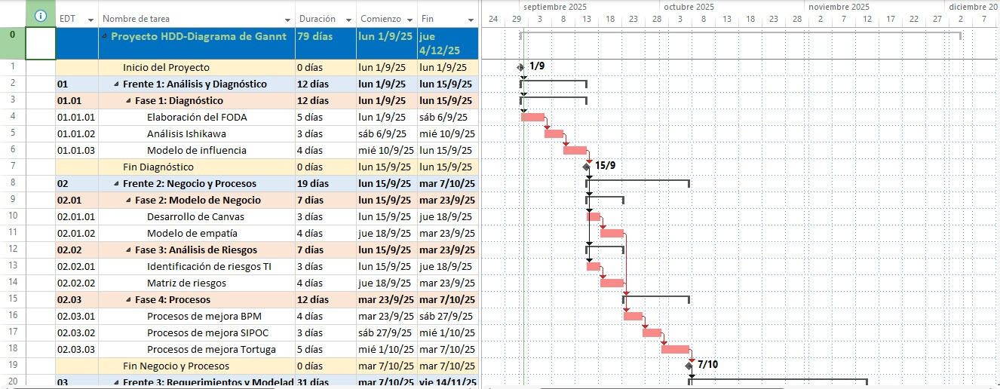 septiembre 2025 octubre 2025 noviembre 2025 diciembre 20
EDT Nombre de tarea Duración Comienzo Fin 24 29 3 8 13 18 23 28 3 8 13 18 23 28 2 7 12 17 22 27 2 7
0 Proyecto HDD-Diagrama de Gannt 79 días lun 1/9/25 jue
4/12/25
1 Inicio del Proyecto 0 días lun 1/9/25 lun 1/9/25 1/9
2 01 Frente 1: Análisis y Diagnóstico 12 días lun 1/9/25 lun 15/9/25
3 01.01 Fase 1: Diagnóstico 12 días lun 1/9/25 lun 15/9/25
4 01.01.01 Elaboración del FODA 5 días lun 1/9/25 sáb 6/9/25
5 01.01.02 Análisis Ishikawa 3 días sáb 6/9/25 mié 10/9/25
6 01.01.03 Modelo de influencia 4 días mié 10/9/25 lun 15/9/25
7 Fin Diagnóstico 0 días lun 15/9/25 lun 15/9/25 15/9
8 02 Frente 2: Negocio y Procesos 19 días lun 15/9/25 mar 7/10/25
9 02.01 Fase 2: Modelo de Negocio 7 días lun 15/9/25 mar 23/9/25
10 02.01.01 Desarrollo de Canvas 3 días lun 15/9/25 jue 18/9/25
11 02.01.02 Modelo de empatía 4 días jue 18/9/25 mar 23/9/25
12 02.02 Fase 3: Análisis de Riesgos 7 días lun 15/9/25 mar 23/9/25
13 02.02.01 Identificación de riesgos TI 3 días lun 15/9/25 jue 18/9/25
14 02.02.02 Matriz de riesgos 4 días jue 18/9/25 mar 23/9/25
15 02.03 Fase 4: Procesos 12 días mar 23/9/25 mar 7/10/25
16 02.03.01 Procesos de mejora BPM 4 días mar 23/9/25 sáb 27/9/25
17 02.03.02 Procesos de mejora SIPOC 3 días sáb 27/9/25 mié 1/10/25
18 02.03.03 Procesos de mejora Tortuga 5 días mié 1/10/25 mar 7/10/25
19 Fin Negocio y Procesos 0 días mar 7/10/25 mar 7/10/25 7/10
20 03 Frente 3: Requerimientos y Modelad 31 días mar 7/10/25 vie 14/11/25